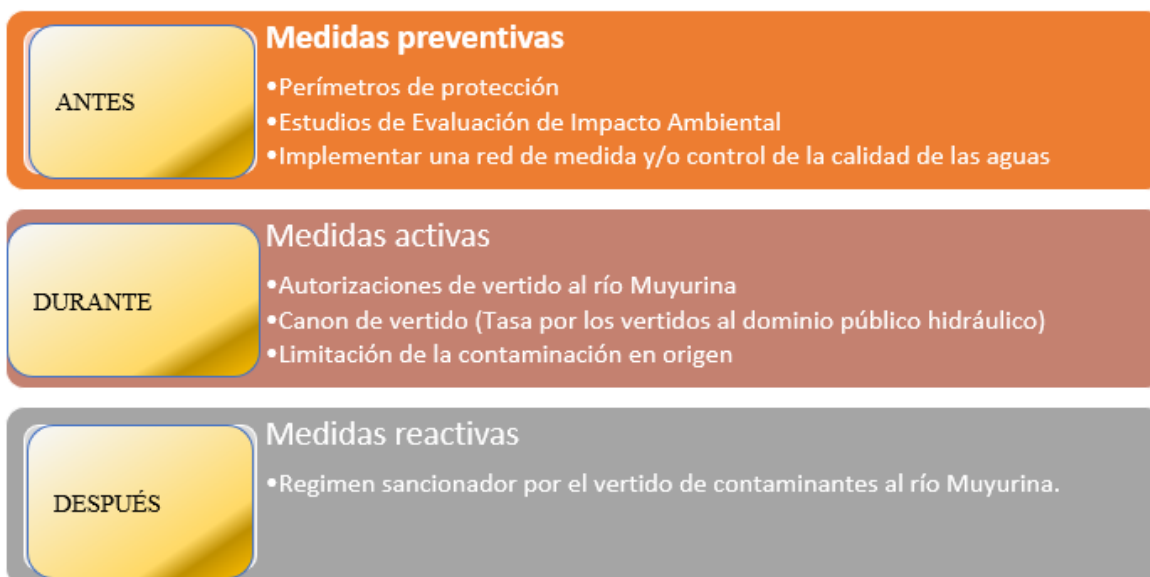 ANTES
Medidas preventivas
•Perímetros de protección
•Estudios de Evaluación de Impacto Ambiental
•Implementar una red de medida y/o control de la calidad de las aguas
DURANTE
Medidas activas
•Autorizaciones de vertido al río Muyurina
•Canon de vertido (Tasa por los vertidos al dominio público hidráulico)
•Limitación de la contaminación en origen
DESPUÉS
Medidas reactivas
•Regimen sancionador por el vertido de contaminantes al río Muyurina.